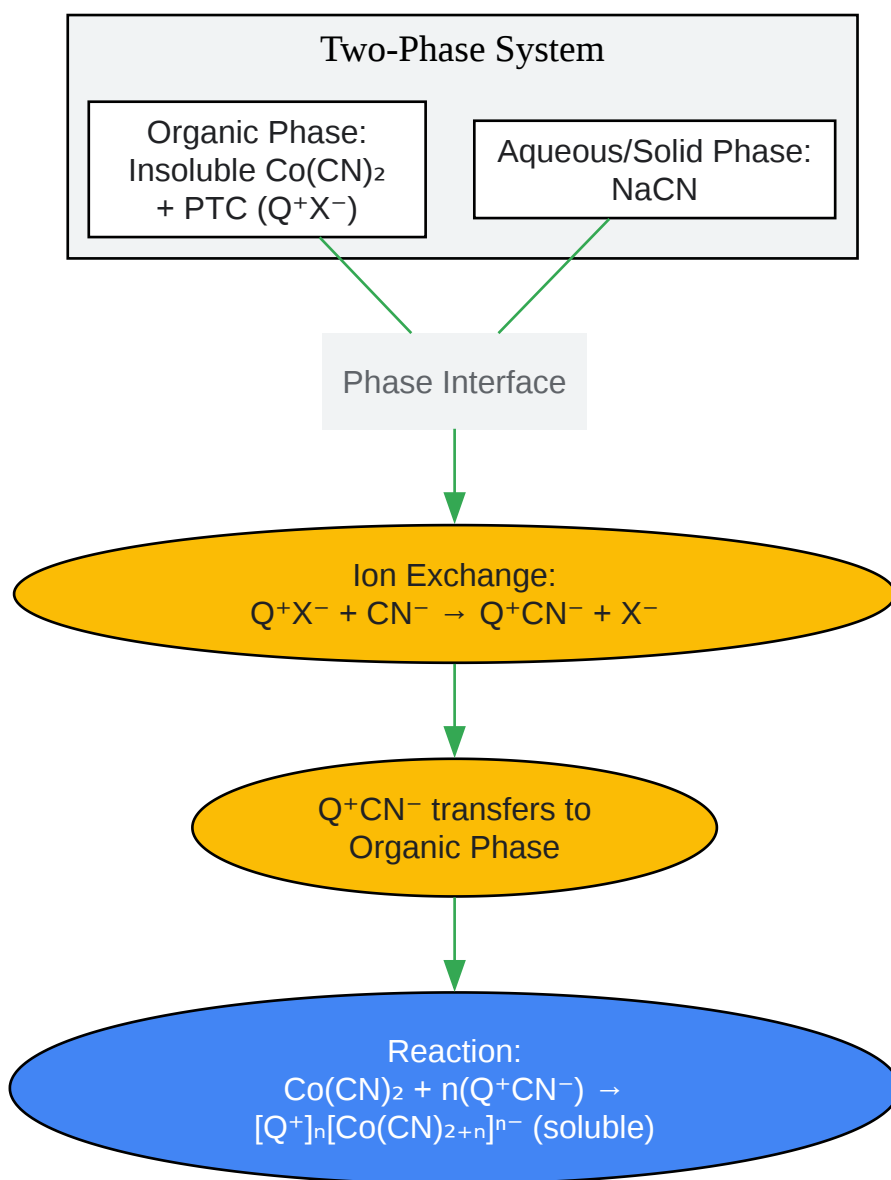 Two-Phase System
Organic Phase:
Insoluble Co(CN)₂
+ PTC (Q⁺X⁻)
Aqueous/Solid Phase:
NaCN
Phase Interface
Ion Exchange:
Q⁺X⁻ + CN⁻ → Q⁺CN⁻ + X⁻
Q⁺CN⁻ transfers to
Organic Phase
Reaction:
Co(CN)₂ + n(Q⁺CN⁻) →
[Q⁺]ₙ[Co(CN)₂₊ₙ]ⁿ⁻ (soluble)